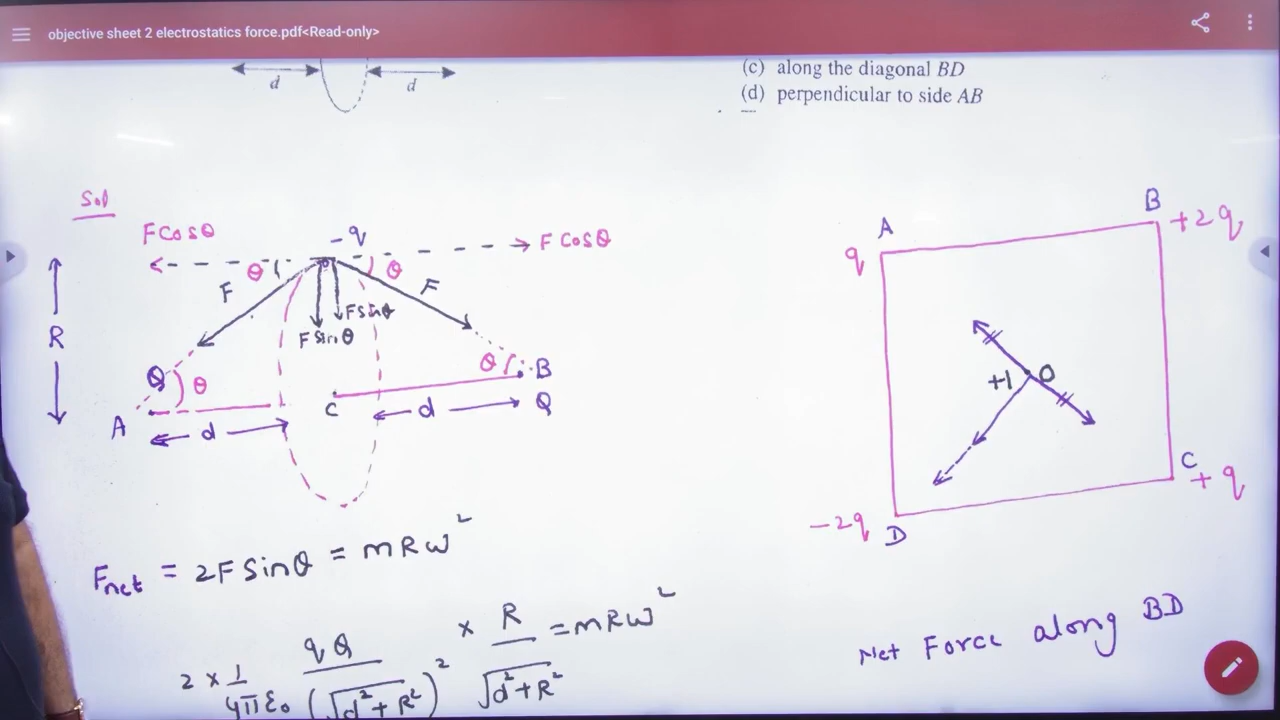 objective sheet 2 electrostatics force.pdf<Read-only>
d
d
(c) along the diagonal BD
(d) perpendicular to side AB
Sol
F Cos θ
-q
F Cos θ
θ
θ
F
F
F Sin θ
F Sin θ
R
Q
θ
θ
B
A
C
Q
d
d
F net = 2F Sin θ = mRω²
2 × 1/4πε₀ qQ/(√d²+R²)² × R/√d²+R² = mRω²
A
B
q
+2q
+1
O
C
+q
-2q
D
Net Force along BD